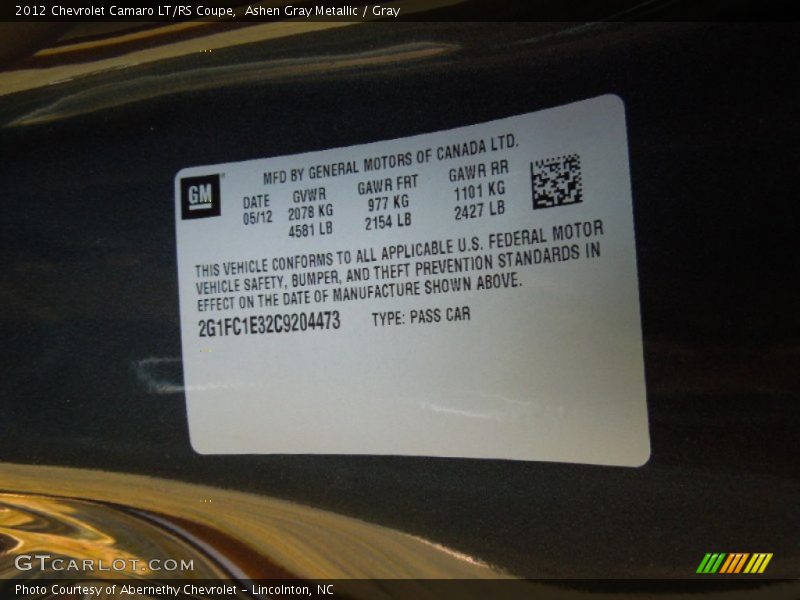 2012 Chevrolet Camaro LT/RS Coupe, Ashen Gray Metallic / Gray
GM
MFD BY GENERAL MOTORS OF CANADA LTD.
DATE GVWR GAWR FRT GAWR RR
05/12 2078 KG 977 KG 1101 KG
4581 LB 2154 LB 2427 LB
THIS VEHICLE CONFORMS TO ALL APPLICABLE U.S. FEDERAL MOTOR
VEHICLE SAFETY, BUMPER, AND THEFT PREVENTION STANDARDS IN
EFFECT ON THE DATE OF MANUFACTURE SHOWN ABOVE.
2G1FC1E32C9204473 TYPE: PASS CAR
GTCARLOT.COM
Photo Courtesy of Abernethy Chevrolet - Lincolnton, NC